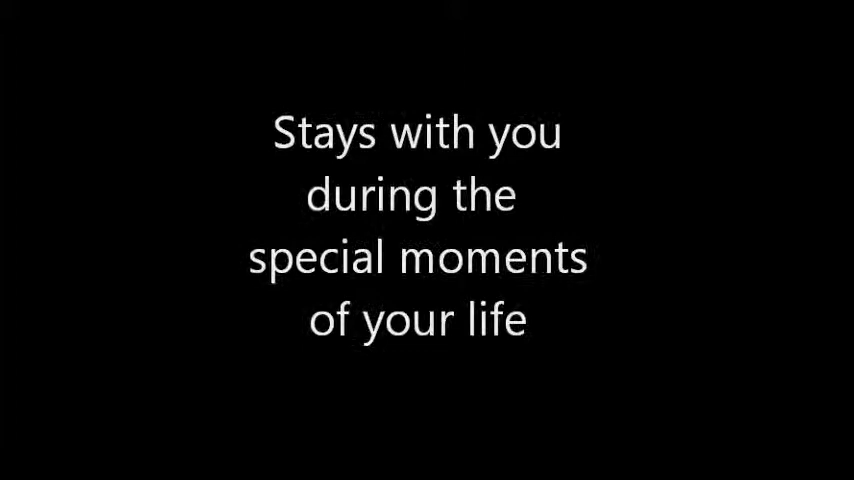 Stays with you
during the
special moments
of your life